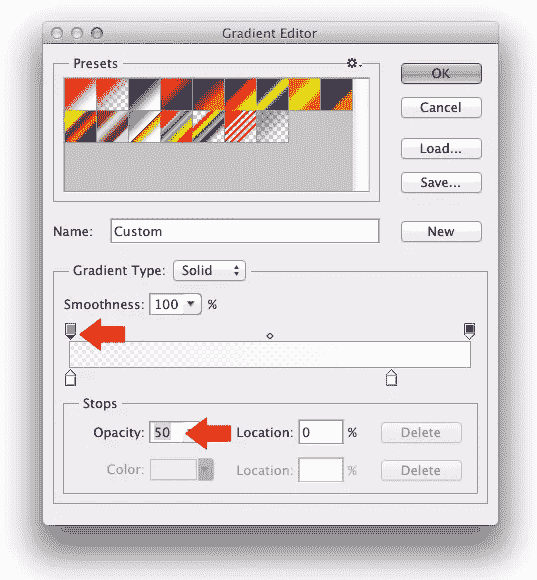 Gradient Editor
Presets
OK
Cancel
Load...
Save...
Name: Custom
New
Gradient Type: Solid
Smoothness: 100 %
Stops
Opacity: 50 Location: 0 % Delete
Color: Location: % Delete